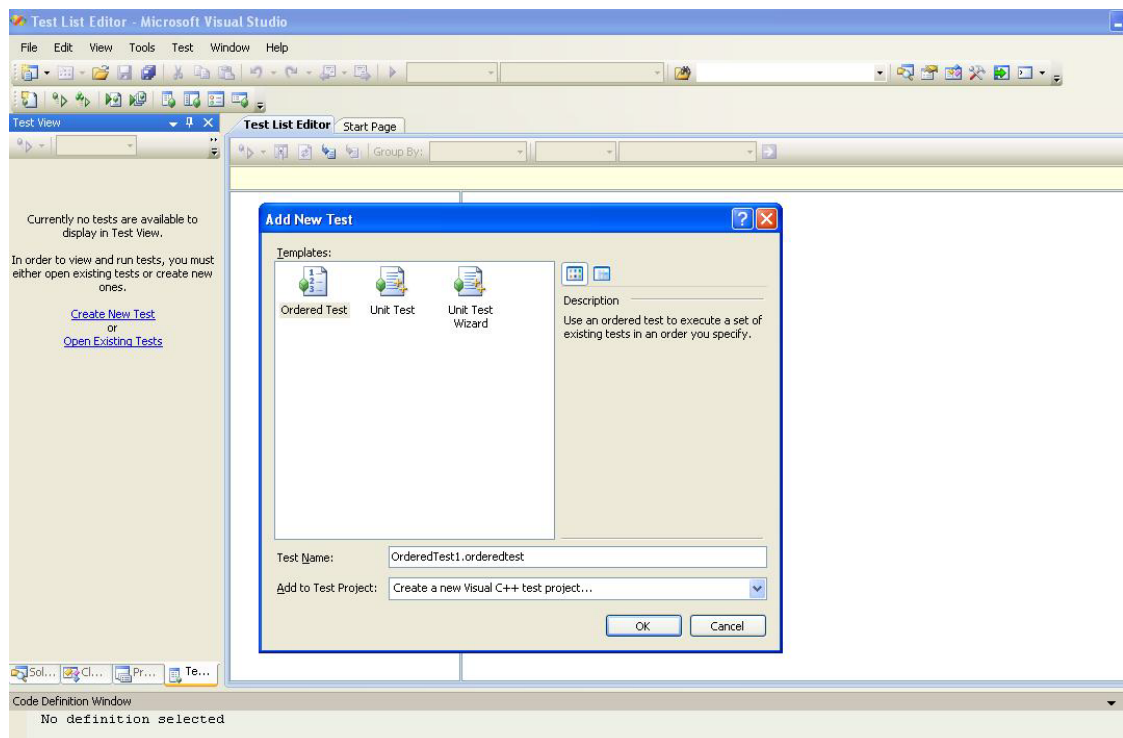 Test List Editor - Microsoft Visual Studio
File Edit View Tools Test Window Help
Test View
Test List Editor Start Page
Group By:
Currently no tests are available to
display in Test View.
In order to view and run tests, you must
either open existing tests or create new
ones.
Create New Test
or
Open Existing Tests
Add New Test
Templates:
Ordered Test
Unit Test
Unit Test
Wizard
Description
Use an ordered test to execute a set of
existing tests in an order you specify.
Test Name: OrderedTest1.orderedtest
Add to Test Project: Create a new Visual C++ test project...
OK Cancel
Sol... Cl... Pr... Te...
Code Definition Window
No definition selected